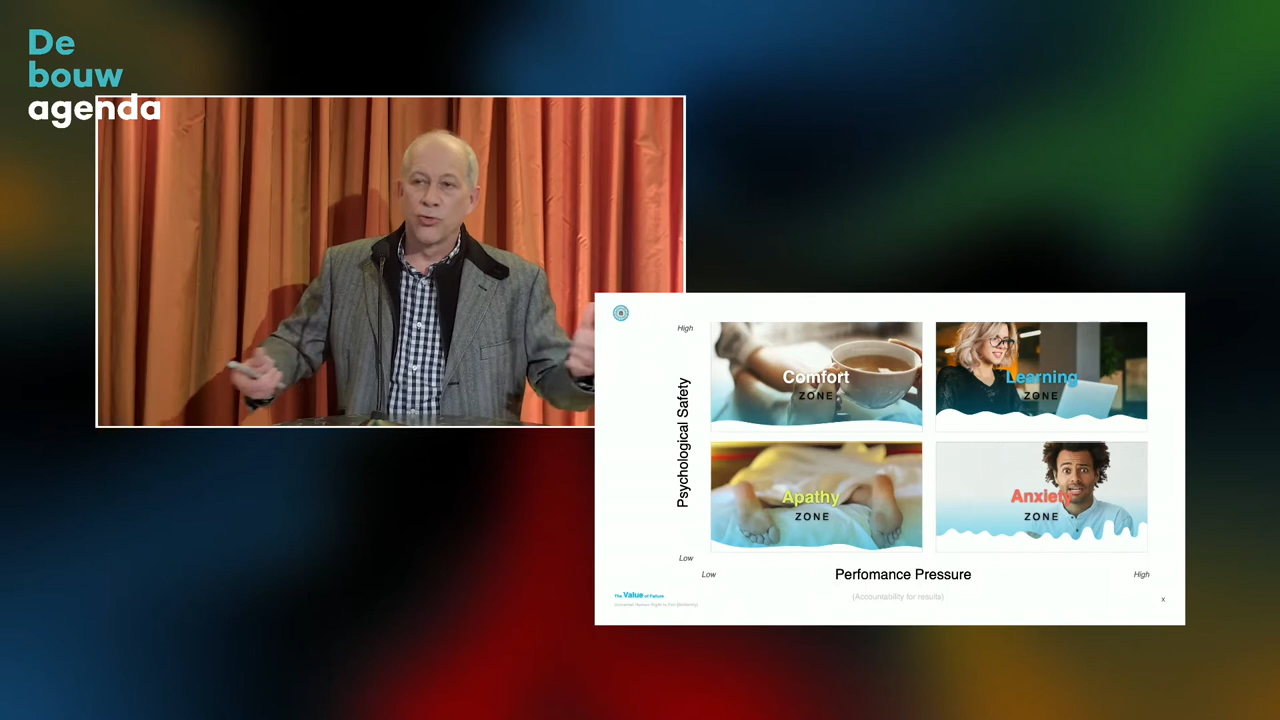 De
bouw
agenda
High
Psychological Safety
Comfort
ZONE
Learning
ZONE
Apathy
ZONE
Anxiety
ZONE
Low
Low
Perfomance Pressure
High
(Accountability for results)
The Value of Failure
x